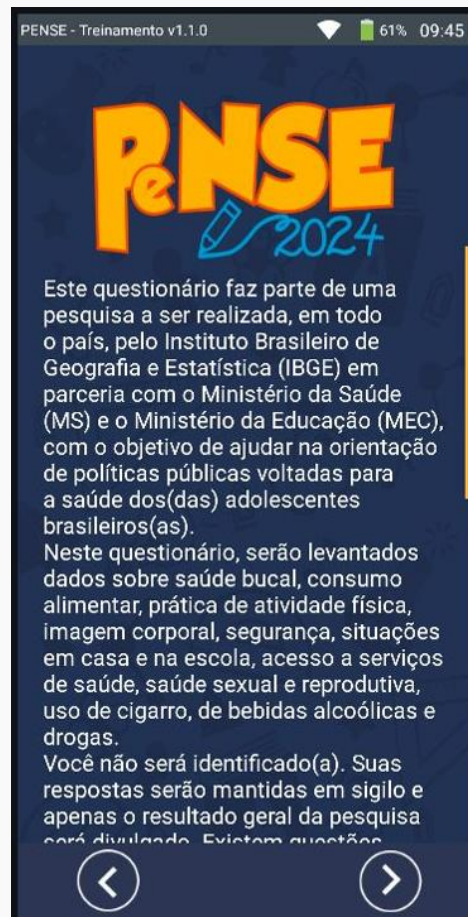 PENSE - Treinamento v1.1.0 61% 09:45
PeNSE
2024
Este questionário faz parte de uma
pesquisa a ser realizada, em todo
o país, pelo Instituto Brasileiro de
Geografia e Estatística (IBGE) em
parceria com o Ministério da Saúde
(MS) e o Ministério da Educação (MEC),
com o objetivo de ajudar na orientação
de políticas públicas voltadas para
a saúde dos(das) adolescentes
brasileiros(as).
Neste questionário, serão levantados
dados sobre saúde bucal, consumo
alimentar, prática de atividade física,
imagem corporal, segurança, situações
em casa e na escola, acesso a serviços
de saúde, saúde sexual e reprodutiva,
uso de cigarro, de bebidas alcoólicas e
drogas.
Você não será identificado(a). Suas
respostas serão mantidas em sigilo e
apenas o resultado geral da pesquisa
será divulgado. Existem questões